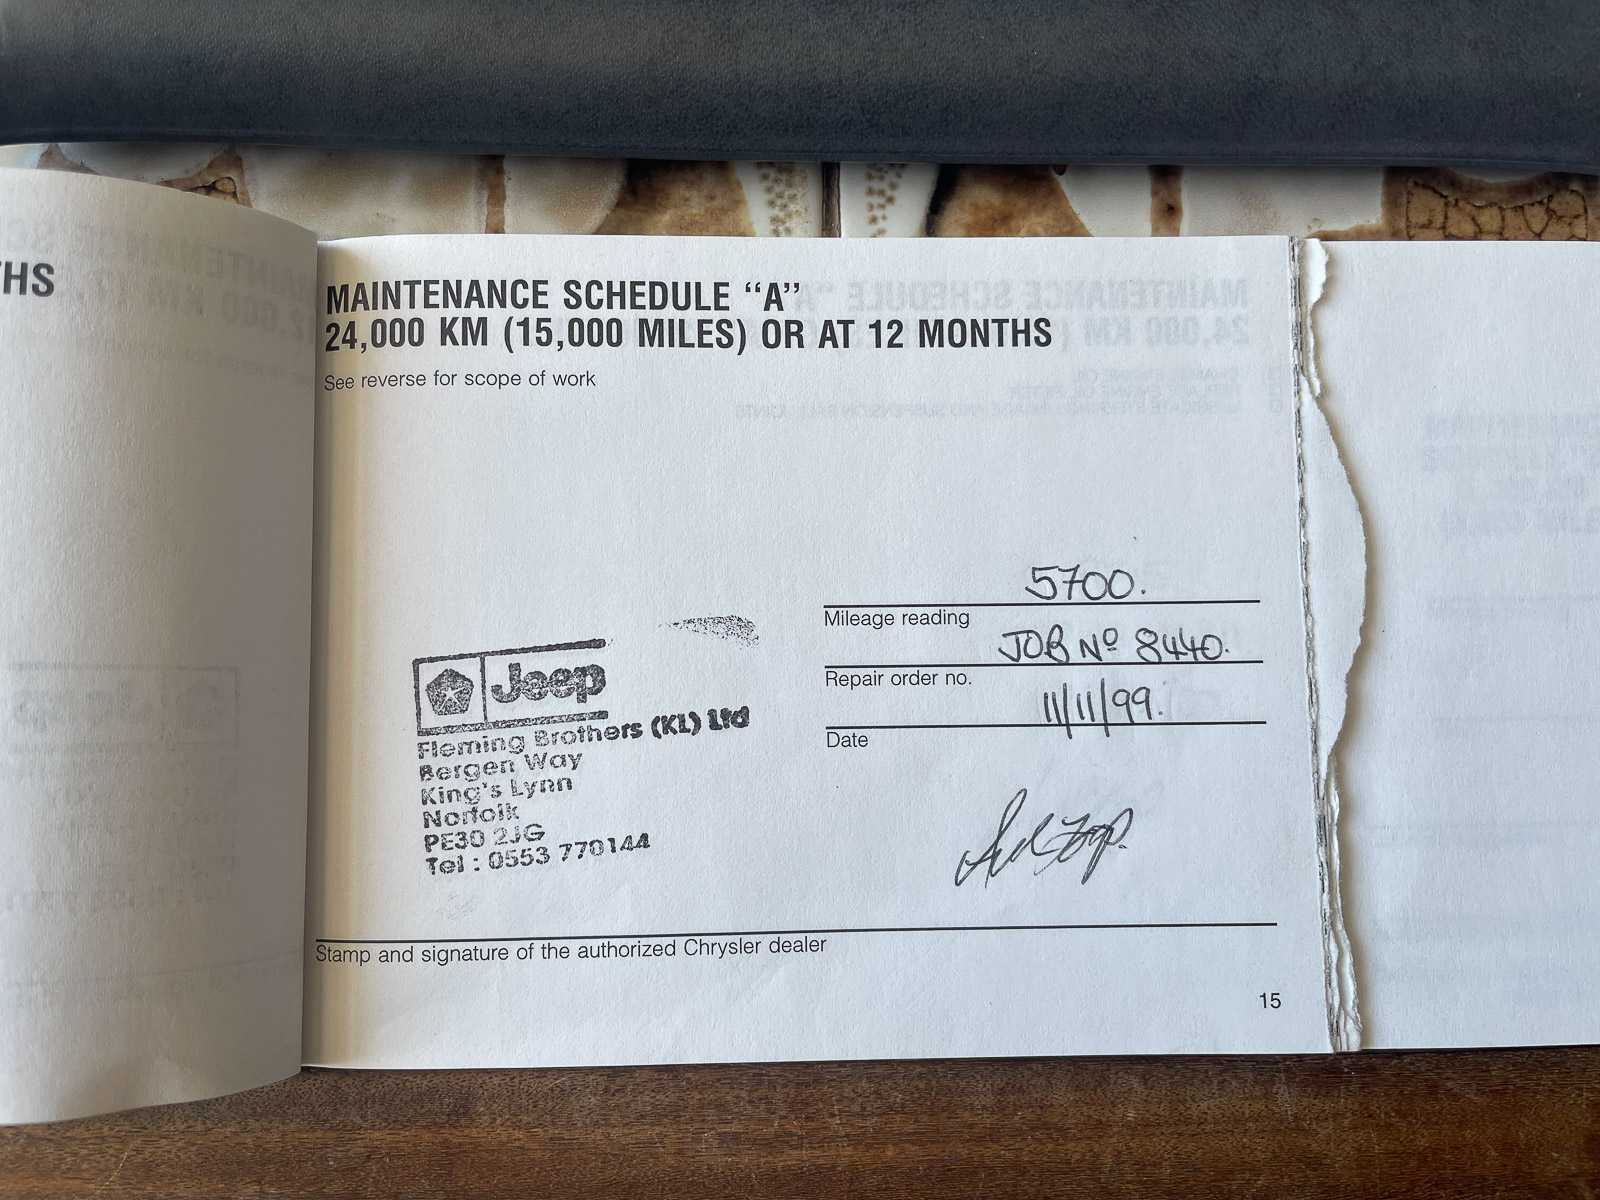 THS
MAINTENANCE SCHEDULE “A”
24,000 KM (15,000 MILES) OR AT 12 MONTHS
See reverse for scope of work
5700.
Mileage reading
JOB Nº 8440.
Repair order no.
11/11/99.
Date
Jeep
Fleming Brothers (KL) Ltd
Bergen Way
King's Lynn
Norfolk
PE30 2JG
Tel : 0553 770144
Stamp and signature of the authorized Chrysler dealer
15